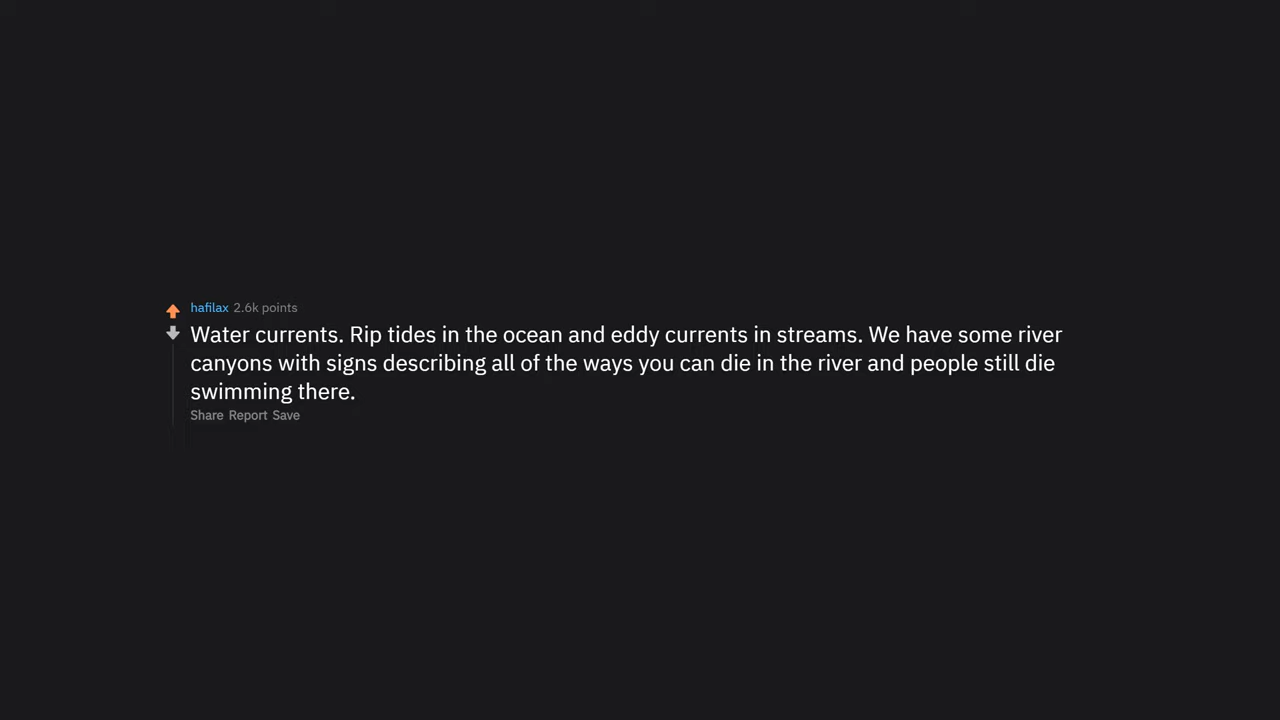 hafilax 2.6k points
Water currents. Rip tides in the ocean and eddy currents in streams. We have some river
canyons with signs describing all of the ways you can die in the river and people still die
swimming there.
Share Report Save